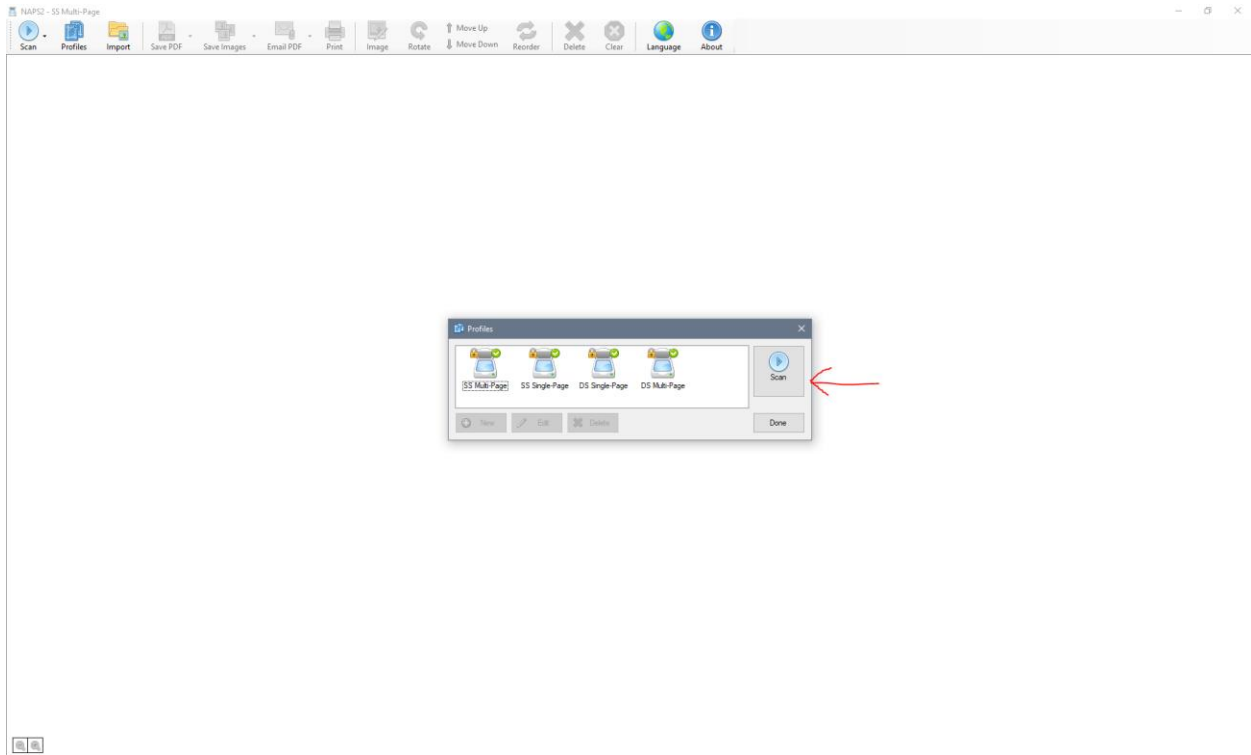 NAPS2 - SS Multi-Page
Scan Profiles Import Save PDF Save Images Email PDF Print Image Rotate Move Up Move Down Reorder Delete Clear Language About
Profiles
SS Multi-Page SS Single-Page DS Single-Page DS Multi-Page
Scan
New Edit Delete Done